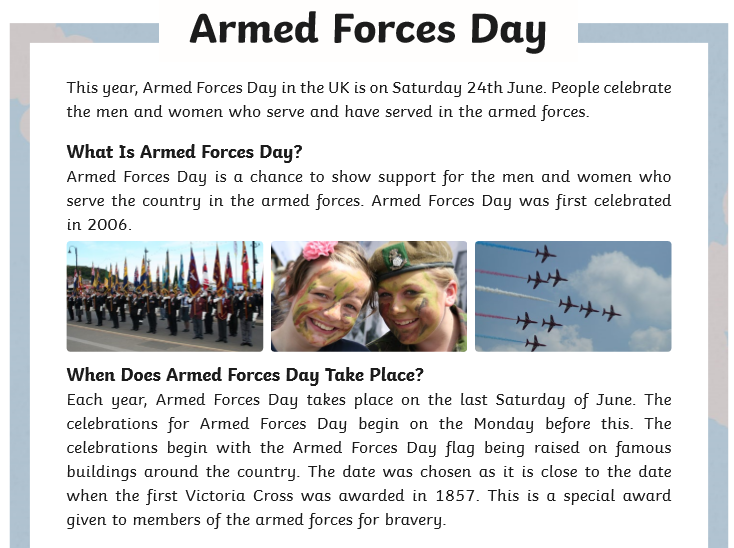 Armed Forces Day
This year, Armed Forces Day in the UK is on Saturday 24th June. People celebrate
the men and women who serve and have served in the armed forces.
What Is Armed Forces Day?
Armed Forces Day is a chance to show support for the men and women who
serve the country in the armed forces. Armed Forces Day was first celebrated
in 2006.
When Does Armed Forces Day Take Place?
Each year, Armed Forces Day takes place on the last Saturday of June. The
celebrations for Armed Forces Day begin on the Monday before this. The
celebrations begin with the Armed Forces Day flag being raised on famous
buildings around the country. The date was chosen as it is close to the date
when the first Victoria Cross was awarded in 1857. This is a special award
given to members of the armed forces for bravery.